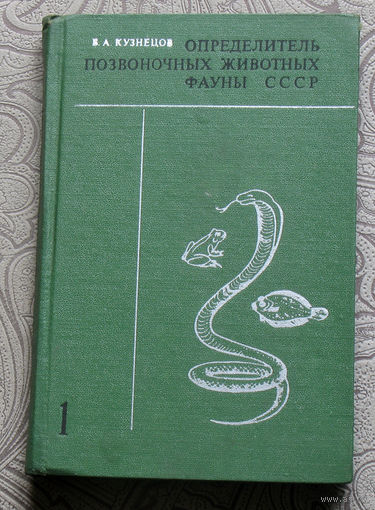 Б. А. КУЗНЕЦОВ
ОПРЕДЕЛИТЕЛЬ
ПОЗВОНОЧНЫХ ЖИВОТНЫХ
ФАУНЫ СССР
1